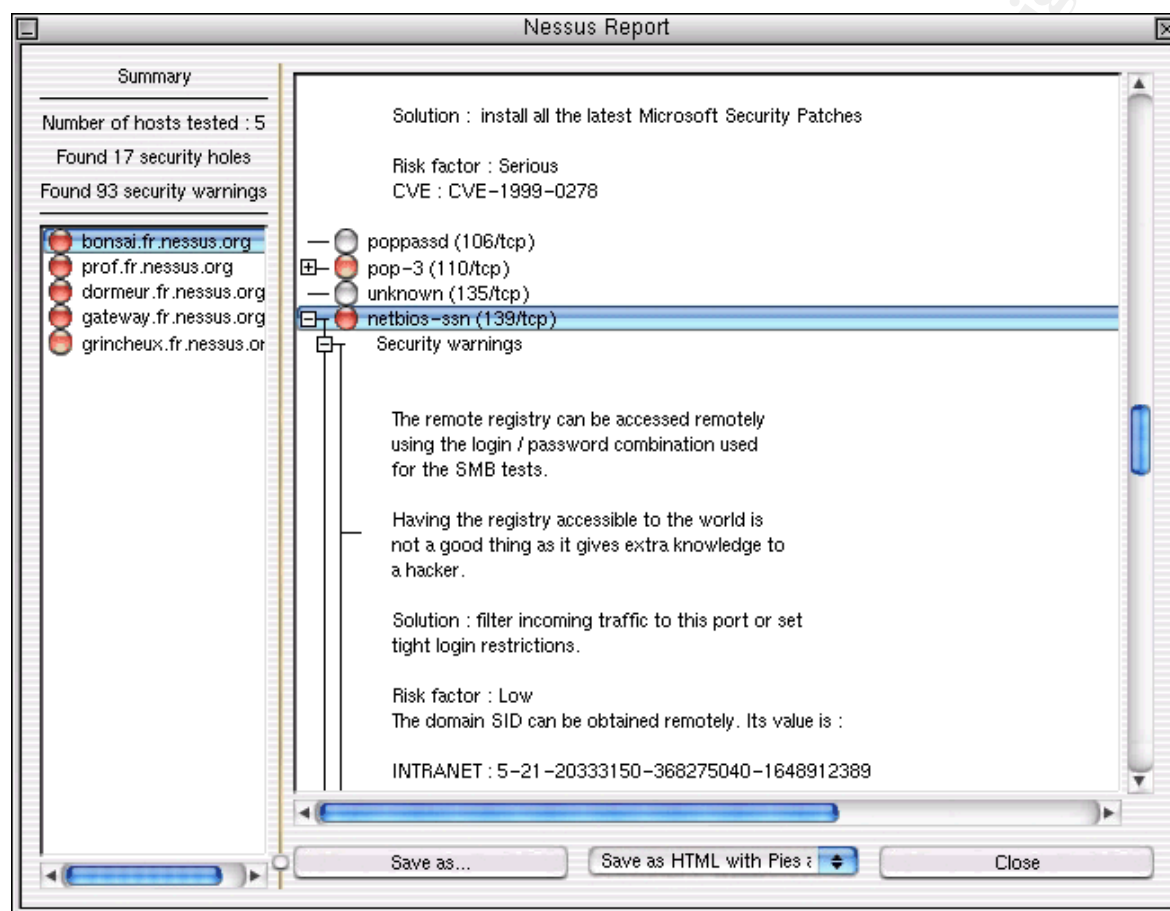 Nessus Report
Summary
Number of hosts tested : 5
Found 17 security holes
Found 93 security warnings
bonsai.fr.nessus.org
prof.fr.nessus.org
dormeur.fr.nessus.org
gateway.fr.nessus.org
grincheux.fr.nessus.or
Solution : install all the latest Microsoft Security Patches
Risk factor : Serious
CVE : CVE-1999-0278
poppassd (106/tcp)
pop-3 (110/tcp)
unknown (135/tcp)
netbios-ssn (139/tcp)
Security warnings
The remote registry can be accessed remotely
using the login / password combination used
for the SMB tests.
Having the registry accessible to the world is
not a good thing as it gives extra knowledge to
a hacker.
Solution : filter incoming traffic to this port or set
tight login restrictions.
Risk factor : Low
The domain SID can be obtained remotely. Its value is :
INTRANET : 5-21-20333150-368275040-1648912389
Save as...
Save as HTML with Pies
Close